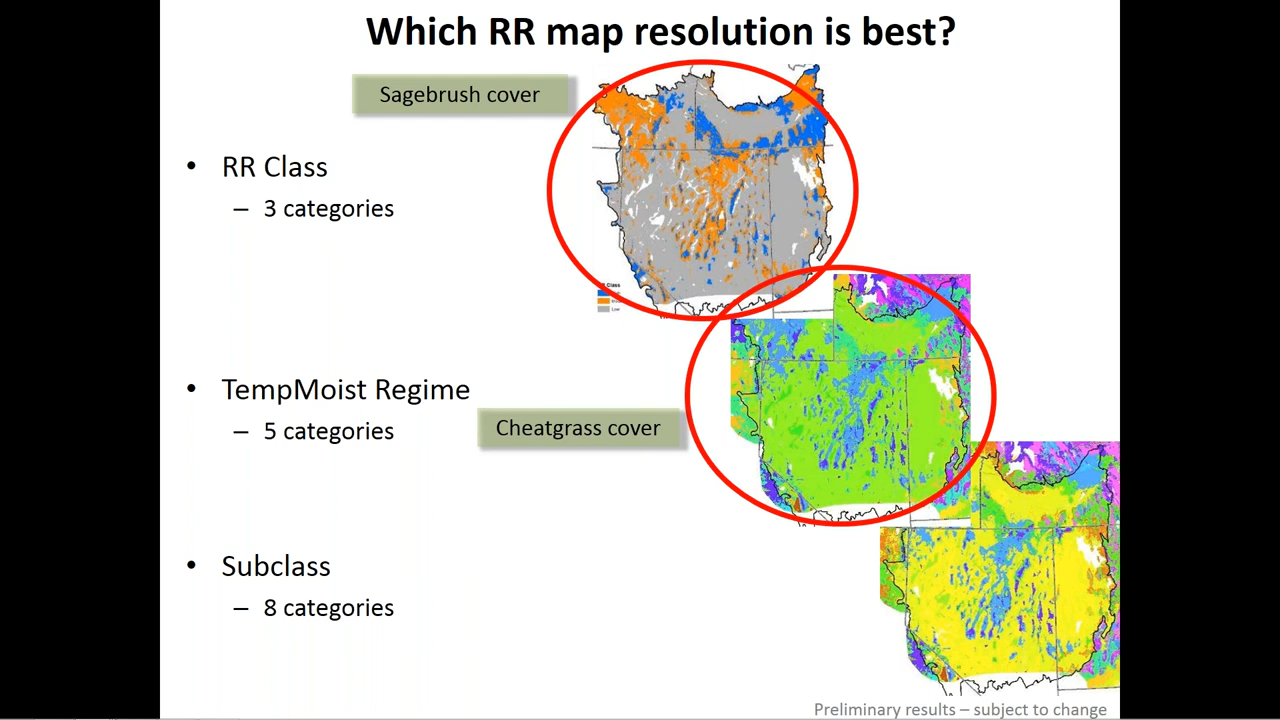 Which RR map resolution is best?
Sagebrush cover
• RR Class
– 3 categories
• TempMoist Regime
– 5 categories
Cheatgrass cover
• Subclass
– 8 categories
Preliminary results – subject to change